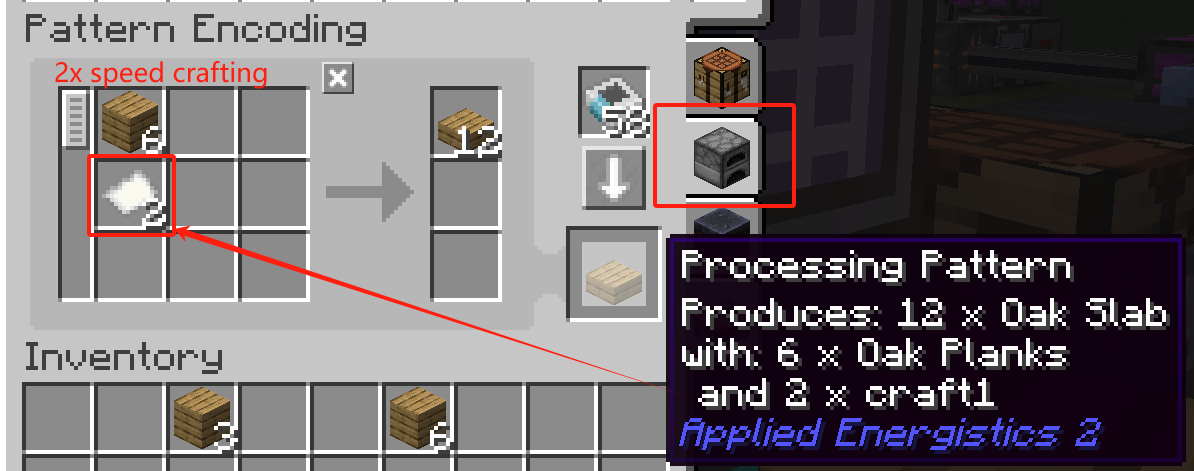 Pattern Encoding
2x speed crafting
6
12
58
2
Processing Pattern
Produces: 12 x Oak Slab
with: 6 x Oak Planks
and 2 x craft1
Applied Energistics 2
Inventory
3
6